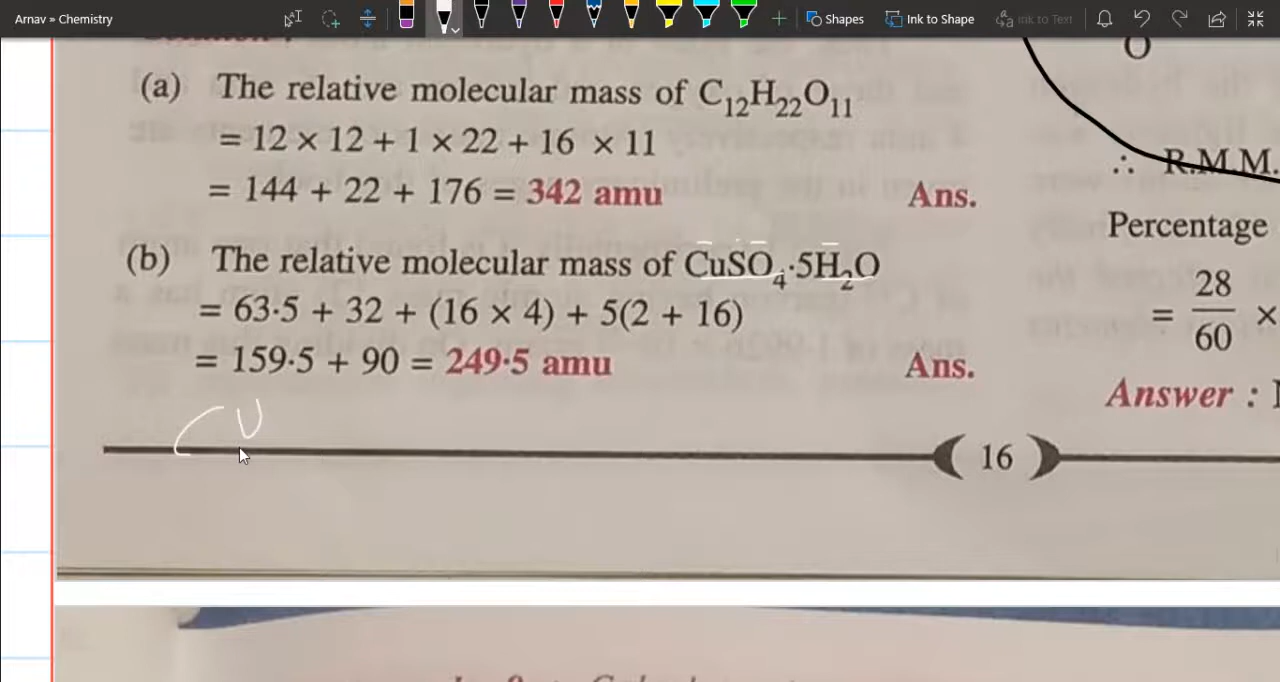 Arnav » Chemistry
Shapes
Ink to Shape
Ink to Text
(a) The relative molecular mass of C₁₂H₂₂O₁₁
= 12 × 12 + 1 × 22 + 16 × 11
= 144 + 22 + 176 = 342 amu Ans.
(b) The relative molecular mass of CuSO₄·5H₂O
= 63·5 + 32 + (16 × 4) + 5(2 + 16)
= 159·5 + 90 = 249·5 amu Ans.
Cu
16
O
∴ R.M.M.
Percentage
= 28/60 ×
Answer :